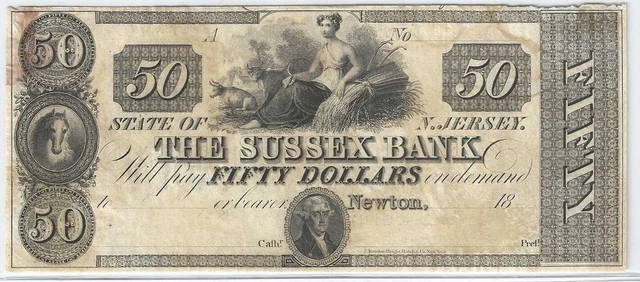 50
A No
50 50
STATE OF N. JERSEY.
THE SUSSEX BANK
Will pay FIFTY DOLLARS on demand
to or bearer Newton, 18
50
Cash.r Pres.t
FIFTY